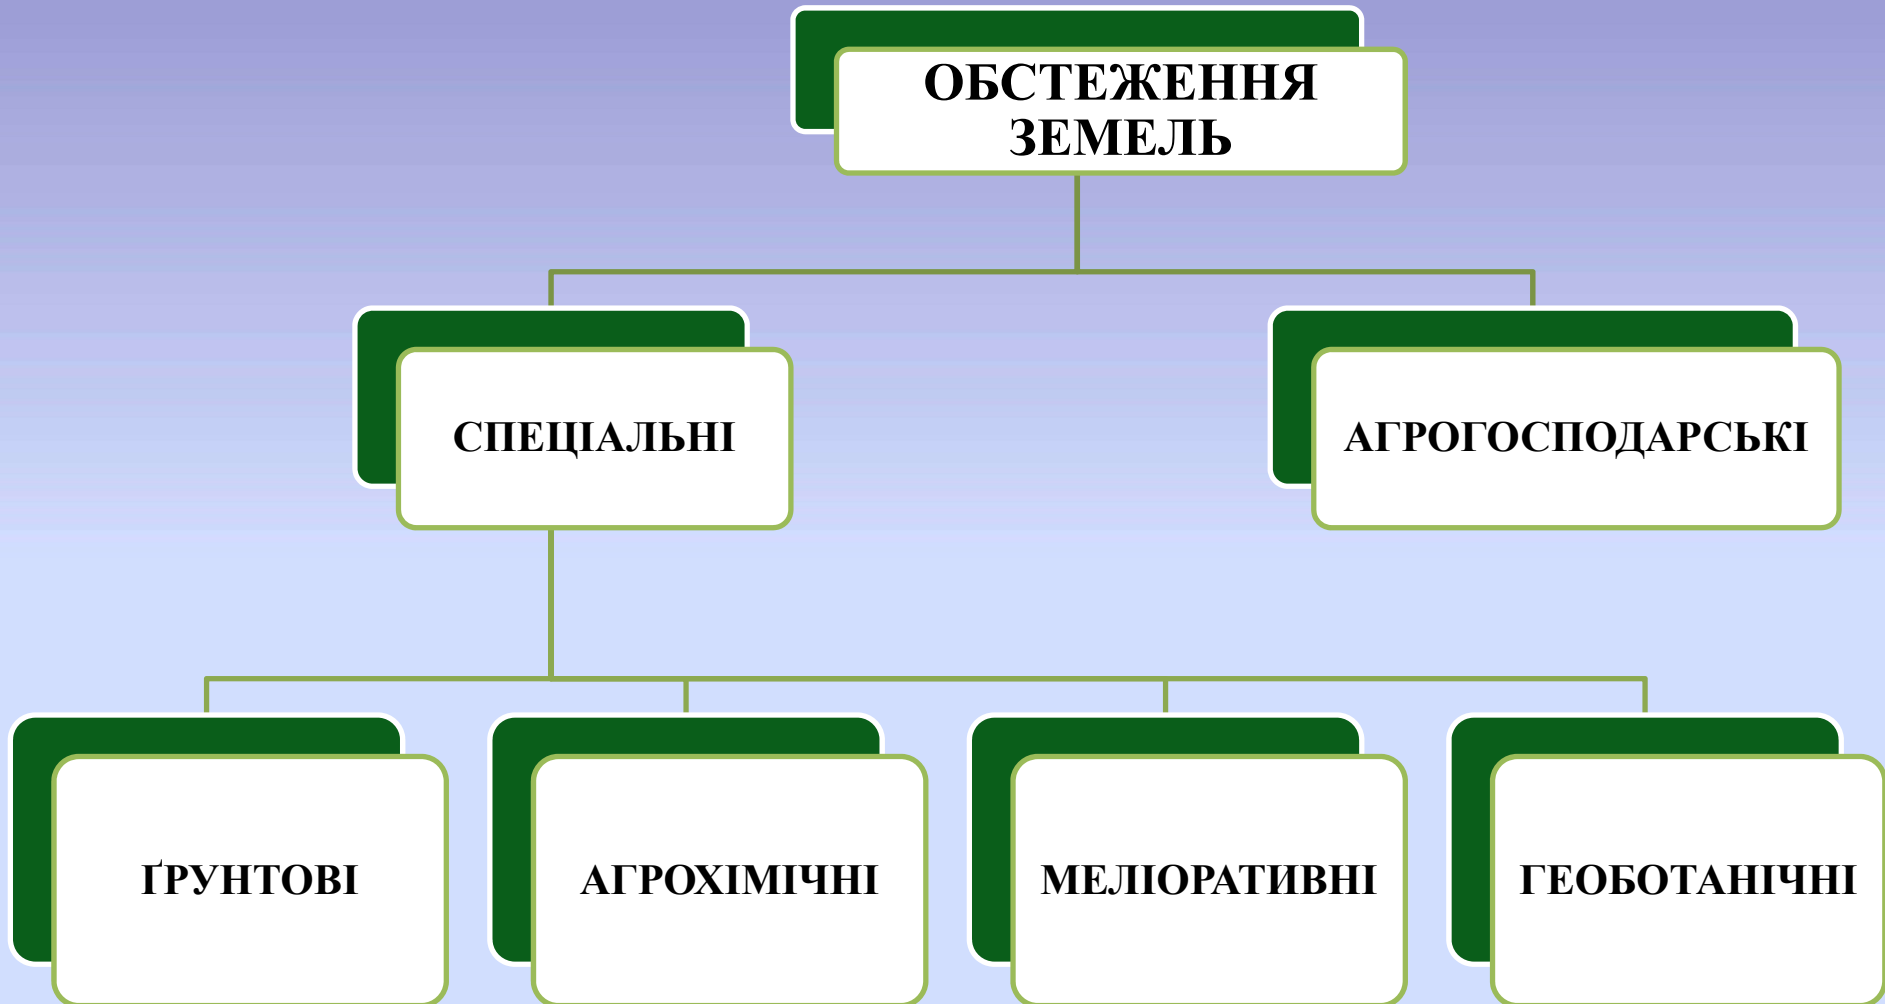 ОБСТЕЖЕННЯ
ЗЕМЕЛЬ
СПЕЦІАЛЬНІ
АГРОГОСПОДАРСЬКІ
ҐРУНТОВІ
АГРОХІМІЧНІ
МЕЛІОРАТИВНІ
ГЕОБОТАНІЧНІ